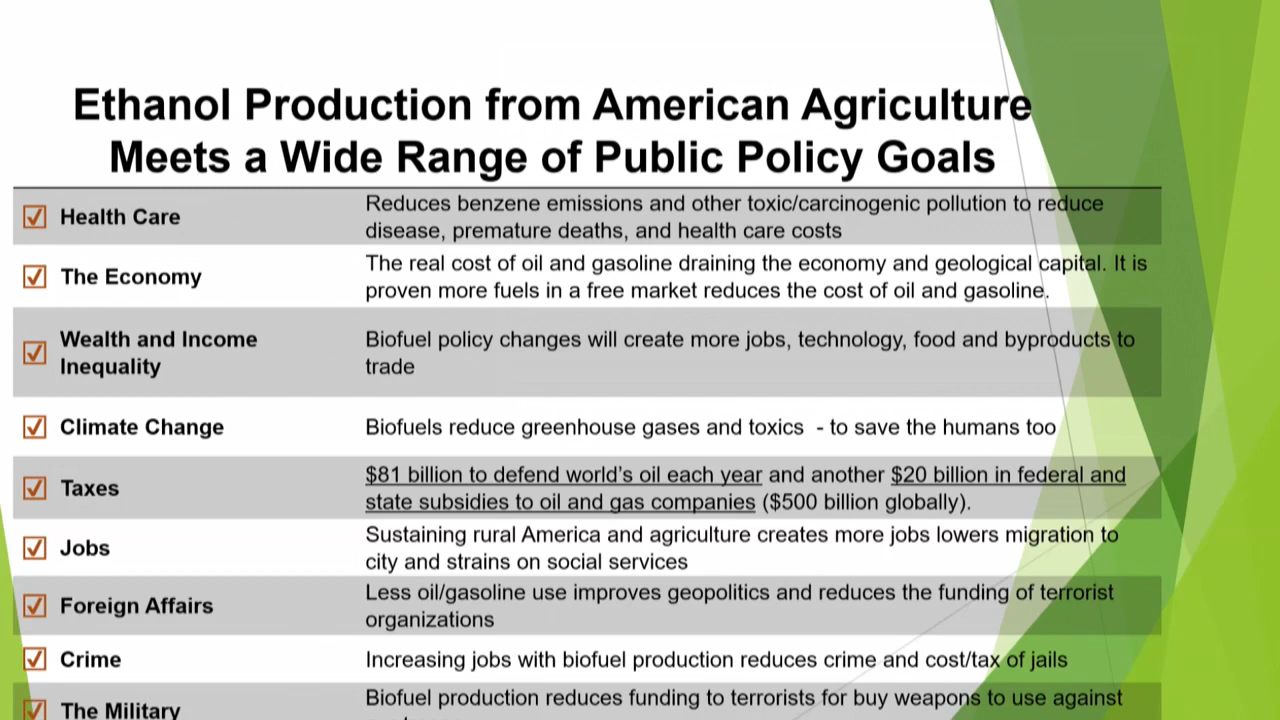 Ethanol Production from American Agriculture
Meets a Wide Range of Public Policy Goals
Health Care
Reduces benzene emissions and other toxic/carcinogenic pollution to reduce
disease, premature deaths, and health care costs
The Economy
The real cost of oil and gasoline draining the economy and geological capital. It is
proven more fuels in a free market reduces the cost of oil and gasoline.
Wealth and Income
Inequality
Biofuel policy changes will create more jobs, technology, food and byproducts to
trade
Climate Change
Biofuels reduce greenhouse gases and toxics - to save the humans too
Taxes
$81 billion to defend world’s oil each year and another $20 billion in federal and
state subsidies to oil and gas companies ($500 billion globally).
Jobs
Sustaining rural America and agriculture creates more jobs lowers migration to
city and strains on social services
Foreign Affairs
Less oil/gasoline use improves geopolitics and reduces the funding of terrorist
organizations
Crime
Increasing jobs with biofuel production reduces crime and cost/tax of jails
The Military
Biofuel production reduces funding to terrorists for buy weapons to use against